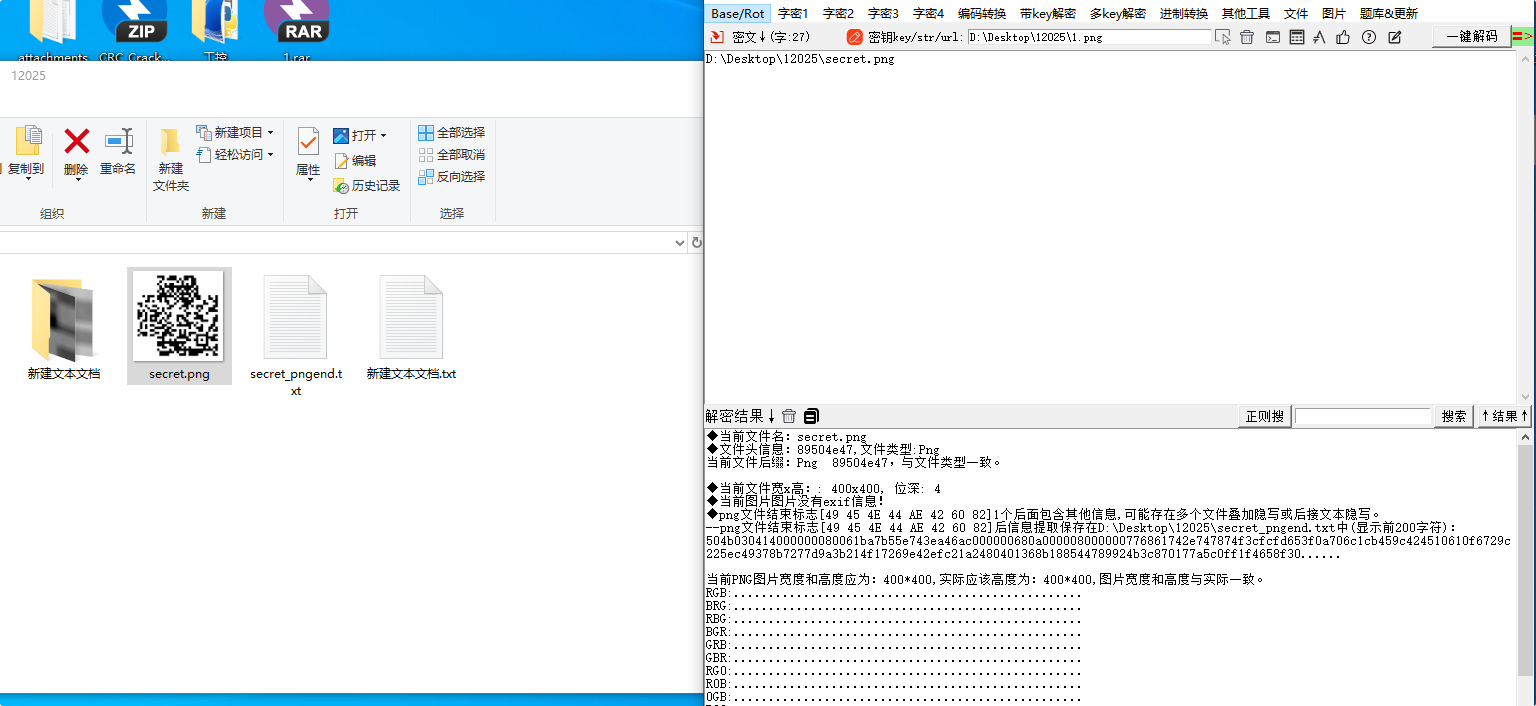 ZIP
RAR
attachments
CRC_Crack...
工控
1.rar
12025
复制到
删除
重命名
组织
新建
文件夹
新建项目
轻松访问
新建
属性
打开
编辑
历史记录
打开
全部选择
全部取消
反向选择
选择
新建文本文档
secret.png
secret_pngend.t
xt
新建文本文档.txt
Base/Rot 字密1 字密2 字密3 字密4 编码转换 带key解密 多key解密 进制转换 其他工具 文件 图片 题库&更新
密文↓(字:27) 密钥key/str/url: D:\Desktop\12025\1.png 一键解码 =>
D:\Desktop\12025\secret.png
解密结果↓ 正则搜 搜索 ↑结果↑
◆当前文件名: secret.png
◆文件头信息: 89504e47,文件类型:Png
当前文件后缀: Png 89504e47，与文件类型一致。
◆当前文件宽x高: : 400x400, 位深: 4
◆当前图片图片没有exif信息!
◆png文件结束标志[49 45 4E 44 AE 42 60 82]1个后面包含其他信息,可能存在多个文件叠加隐写或后接文本隐写。
--png文件结束标志[49 45 4E 44 AE 42 60 82]后信息提取保存在D:\Desktop\12025\secret_pngend.txt中(显示前200字符):
504b030414000000080061ba7b55e743ea46ac000000680a000008000000776861742e747874f3cfcfd653f0a706c1cb459c424510610f6729c
225ec49378b7277d9a3b214f17269e42efc21a2480401368b188544789924b3c870177a5c0ff1f4658f30......
当前PNG图片宽度和高度应为: 400*400,实际应该高度为: 400*400,图片宽度和高度与实际一致。
RGB:..................................................
BRG:..................................................
RBG:..................................................
BGR:..................................................
GRB:..................................................
GBR:..................................................
RG0:..................................................
R0B:..................................................
0GB:..................................................